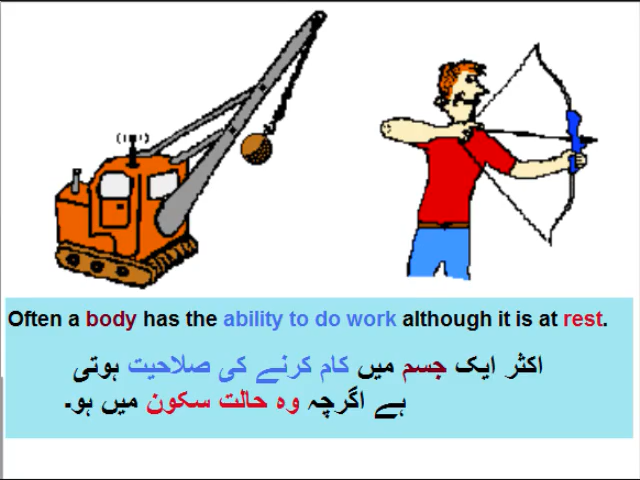 Often a body has the ability to do work although it is at rest.
اکثر ایک جسم میں کام کرنے کی صلاحیت ہوتی
ہے اگرچہ وہ حالت سکون میں ہو۔